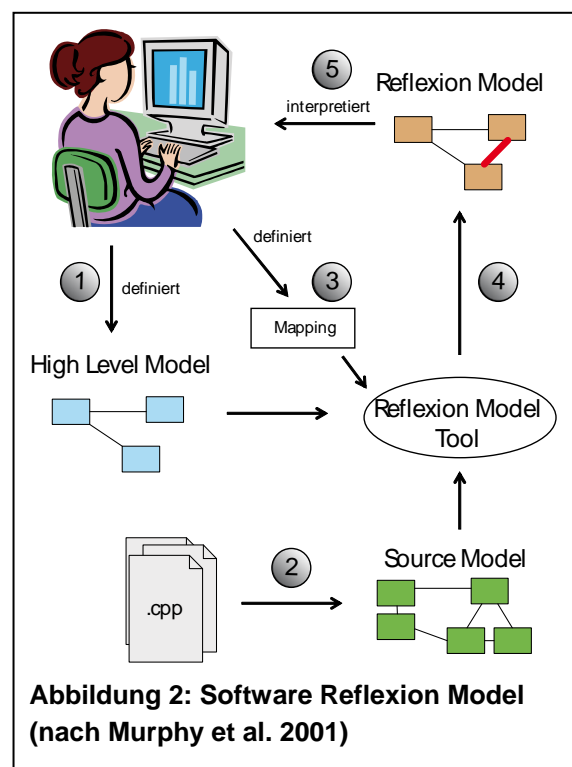 5
Reflexion Model
interpretiert
definiert
1
definiert
3
4
Mapping
High Level Model
Reflexion Model
Tool
2
Source Model
.cpp
Abbildung 2: Software Reflexion Model
(nach Murphy et al. 2001)